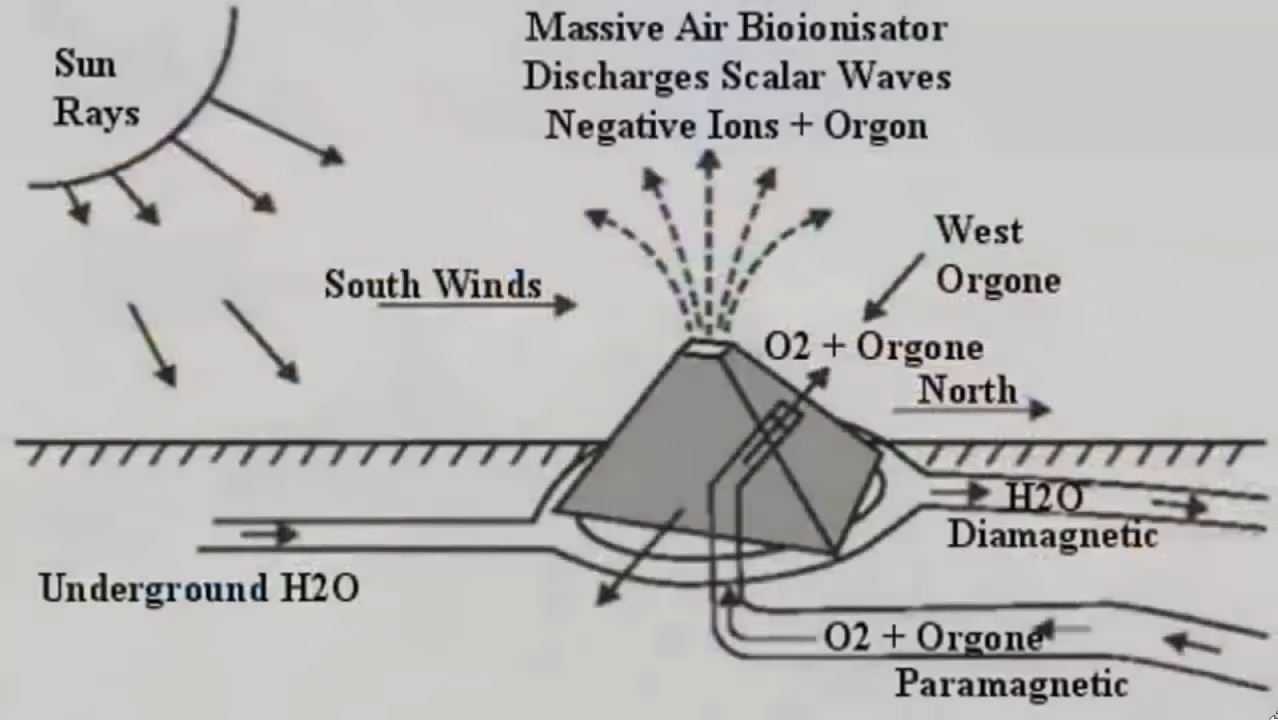 Sun
Rays
Massive Air Bioionisator
Discharges Scalar Waves
Negative Ions + Orgon
West
Orgone
South Winds
O2 + Orgone
North
H2O
Diamagnetic
Underground H2O
O2 + Orgone
Paramagnetic